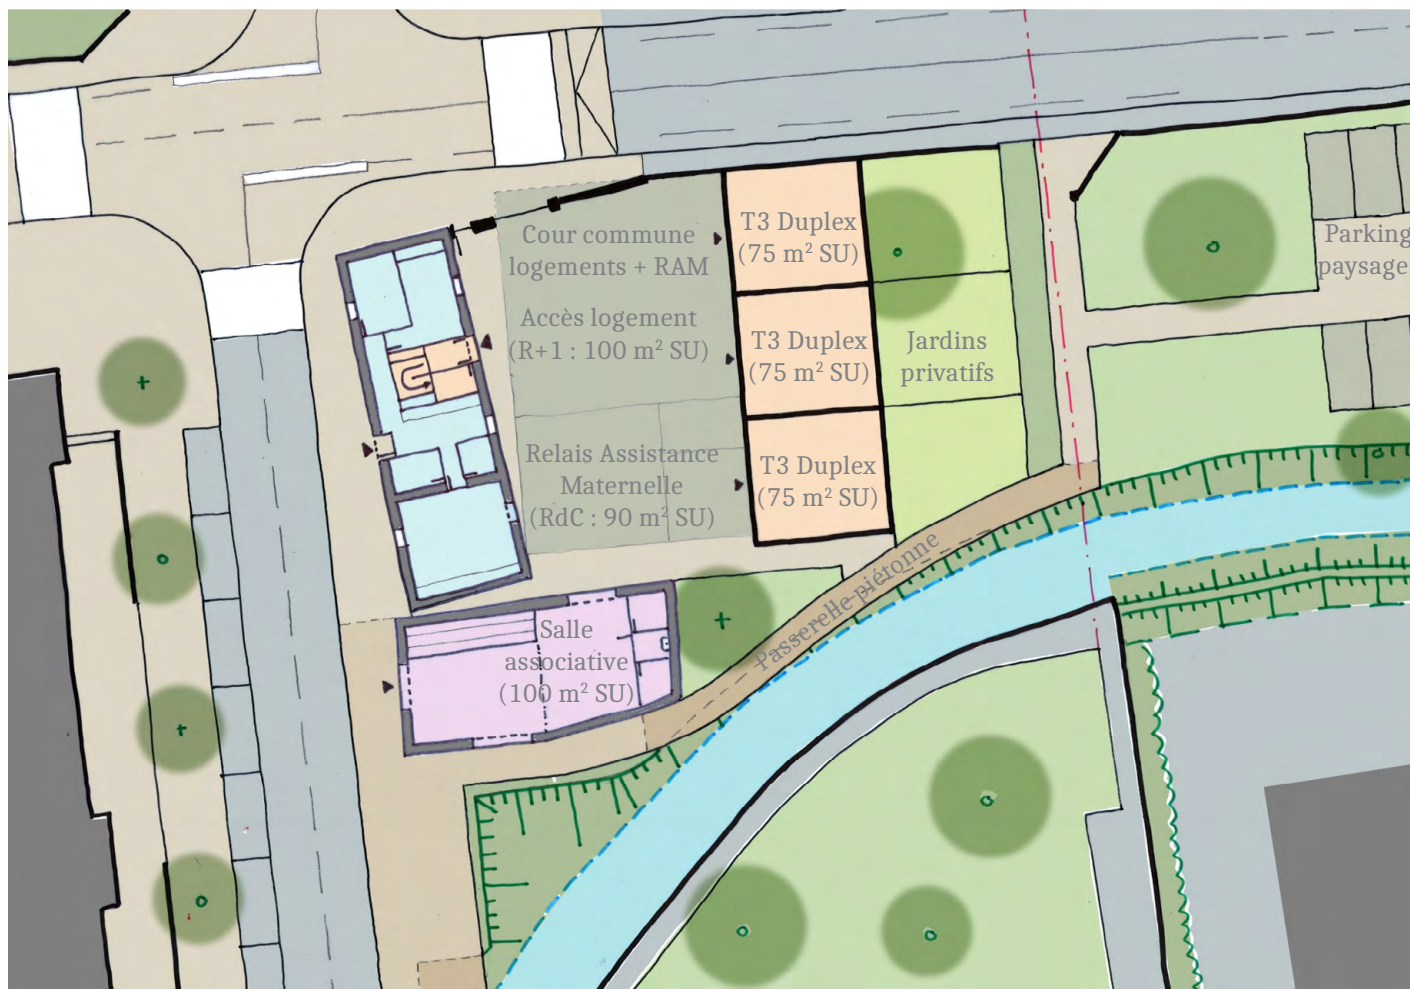 Cour commune
logements + RAM
Accès logement
(R+1 : 100 m² SU)
Relais Assistance
Maternelle
(RdC : 90 m² SU)
T3 Duplex
(75 m² SU)
T3 Duplex
(75 m² SU)
T3 Duplex
(75 m² SU)
Jardins
privatifs
Parking
paysage
Salle
associative
(100 m² SU)
Passerelle piétonne